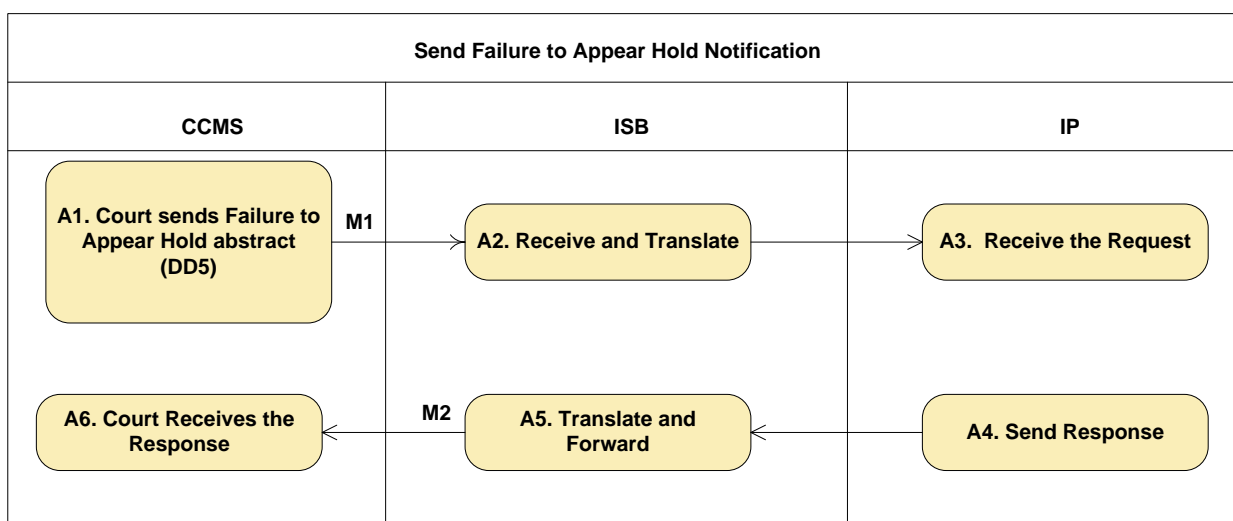 Send Failure to Appear Hold Notification
CCMS
ISB
IP
A1. Court sends Failure to
Appear Hold abstract
(DD5)
M1
A2. Receive and Translate
A3. Receive the Request
A6. Court Receives the
Response
M2
A5. Translate and
Forward
A4. Send Response